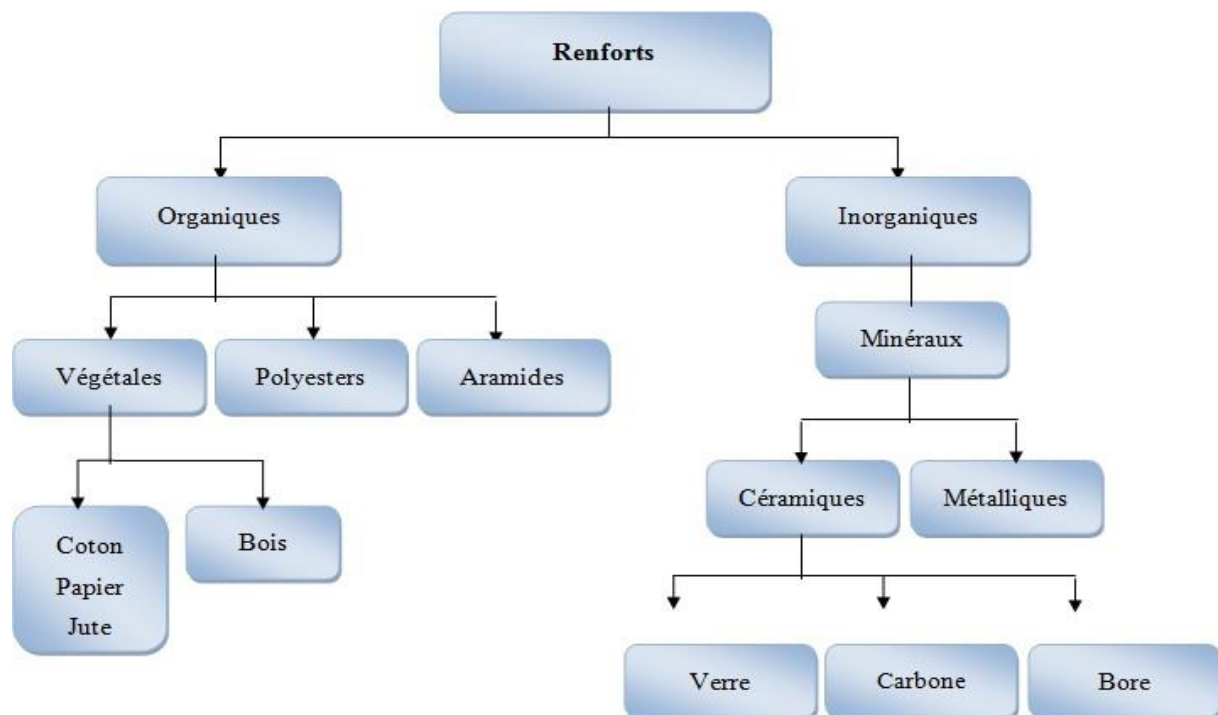 Renforts
Organiques
Inorganiques
Minéraux
Végétales
Polyesters
Aramides
Céramiques
Métalliques
Coton
Papier
Jute
Bois
Verre
Carbone
Bore